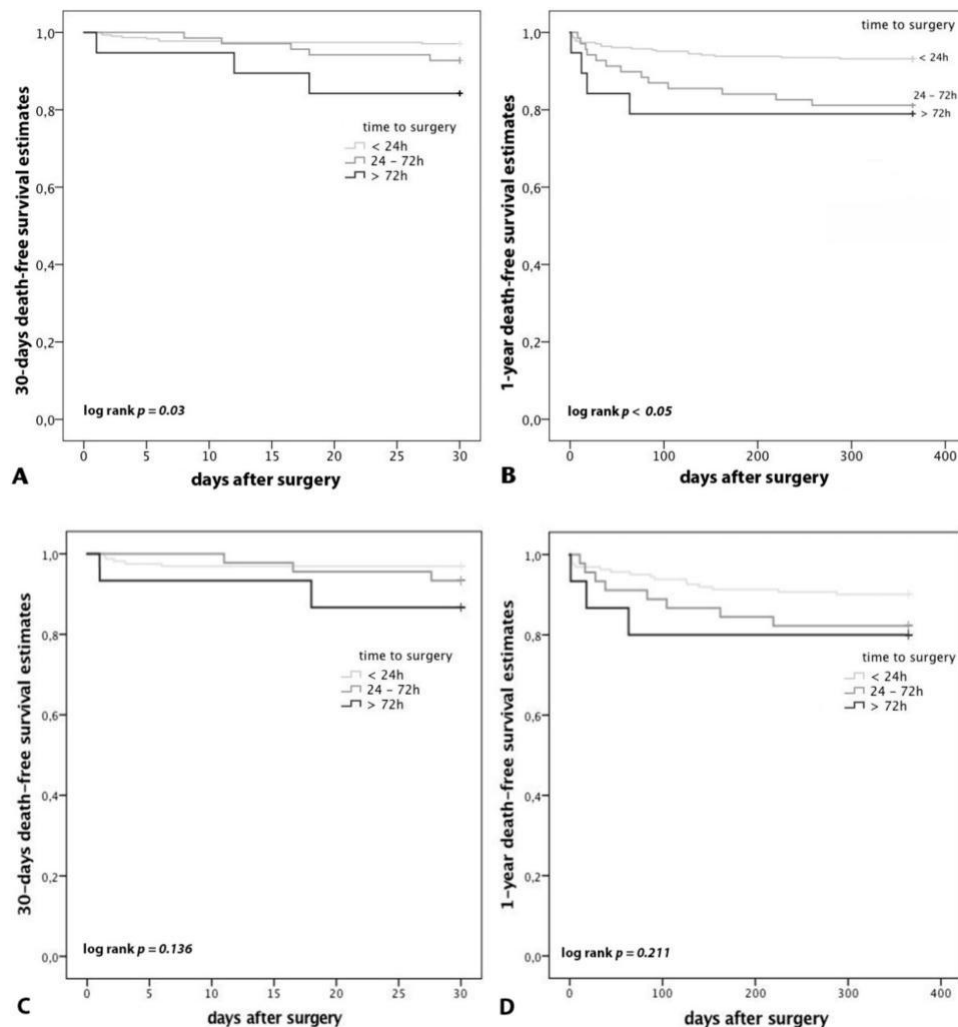 1,0
0,8
0,6
0,4
0,2
0,0
30-days death-free survival estimates
time to surgery
< 24h
24 – 72h
> 72h
log rank p = 0.03
0 5 10 15 20 25 30
A days after surgery
time to surgery
< 24h
24 – 72h
> 72h
1,0
0,8
0,6
0,4
0,2
0,0
1-year death-free survival estimates
log rank p < 0.05
0 100 200 300 400
B days after surgery
1,0
0,8
0,6
0,4
0,2
0,0
30-days death-free survival estimates
time to surgery
< 24h
24 – 72h
> 72h
log rank p = 0.136
0 5 10 15 20 25 30
C days after surgery
1,0
0,8
0,6
0,4
0,2
0,0
1-year death-free survival estimates
time to surgery
< 24h
24 – 72h
> 72h
log rank p = 0.211
0 100 200 300 400
D days after surgery